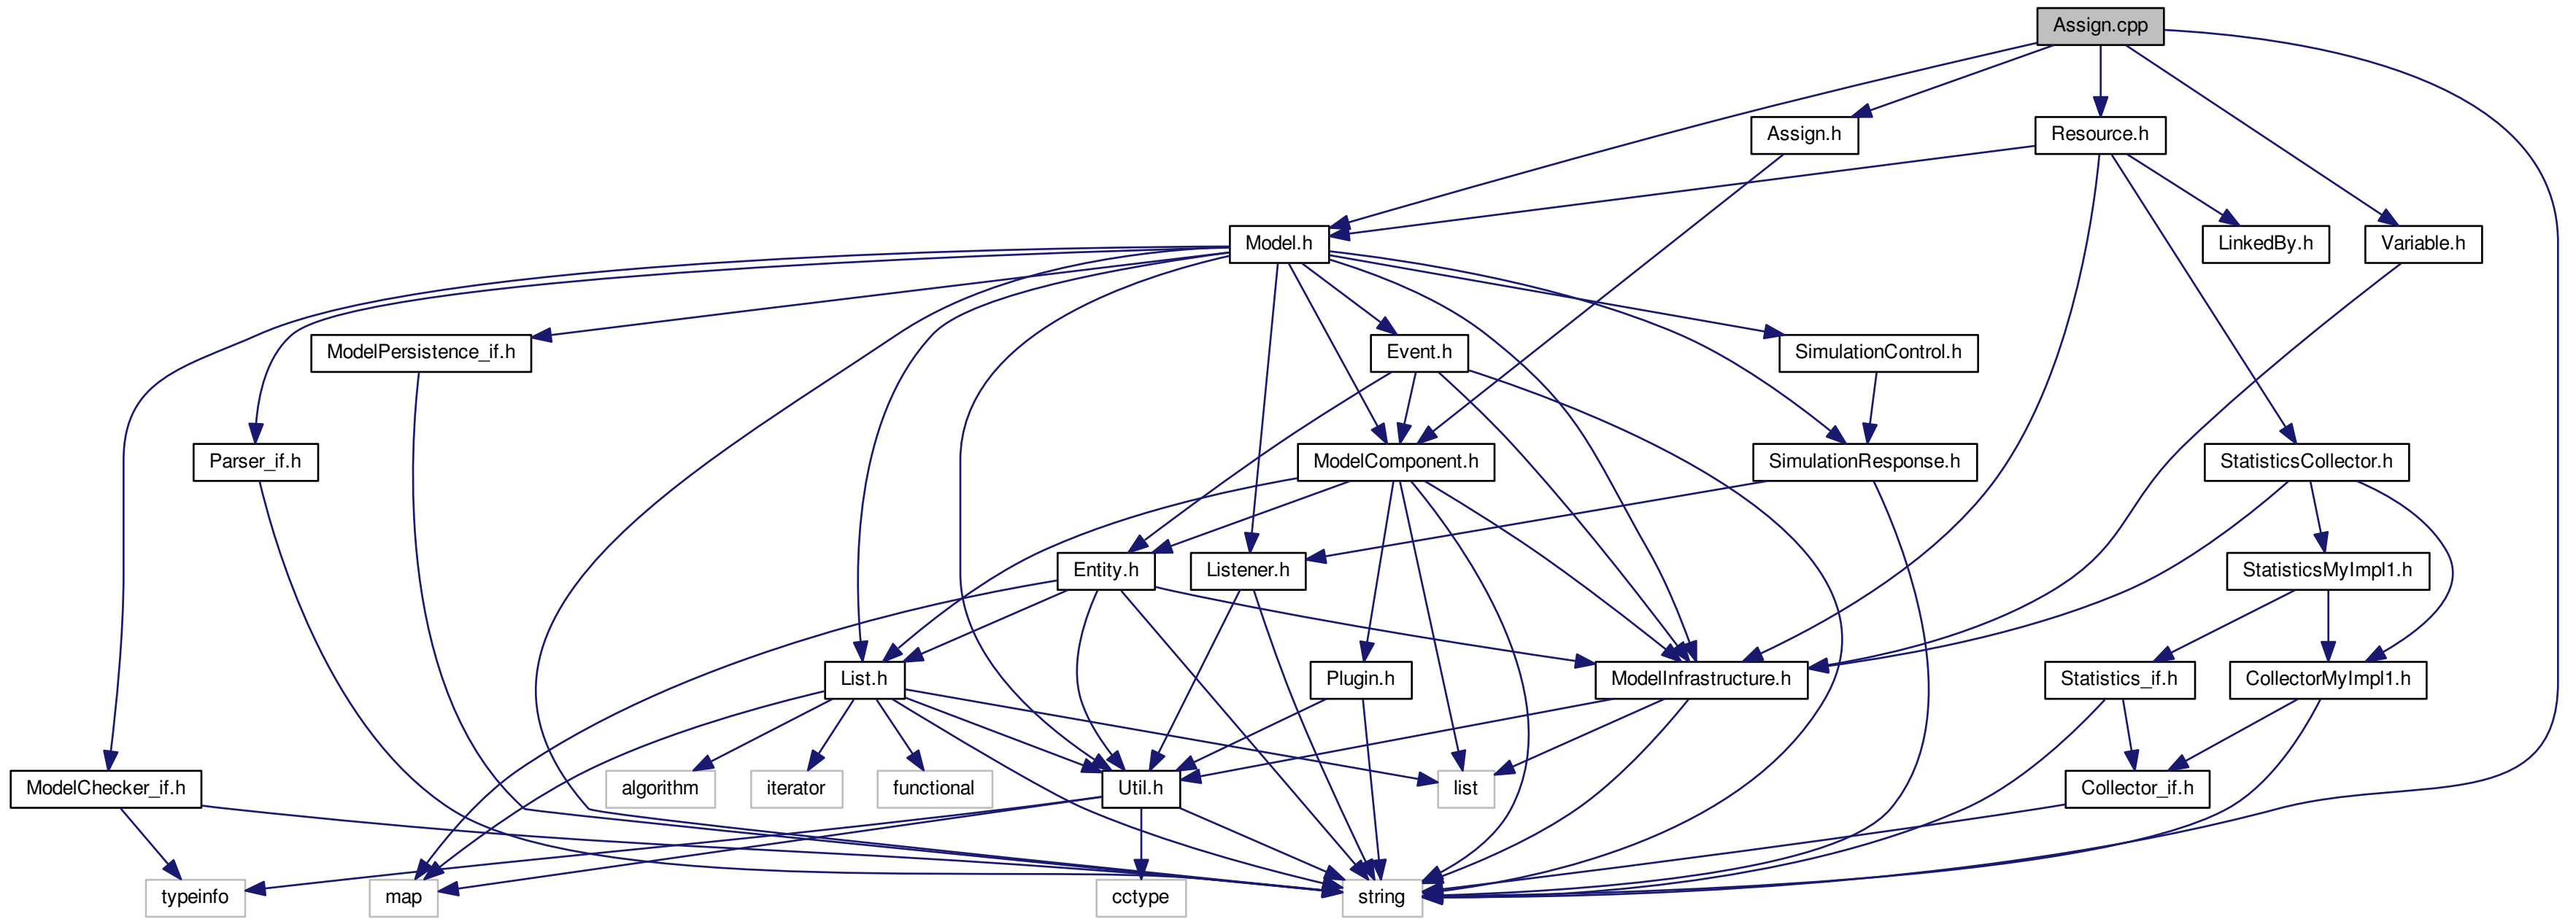 Assign.cpp
Assign.h
Resource.h
Model.h
LinkedBy.h
Variable.h
ModelPersistence_if.h
Event.h
SimulationControl.h
Parser_if.h
ModelComponent.h
SimulationResponse.h
StatisticsCollector.h
Entity.h
Listener.h
StatisticsMyImpl1.h
List.h
Plugin.h
ModelInfrastructure.h
Statistics_if.h
CollectorMyImpl1.h
ModelChecker_if.h
algorithm
iterator
functional
Util.h
list
Collector_if.h
typeinfo
map
cctype
string